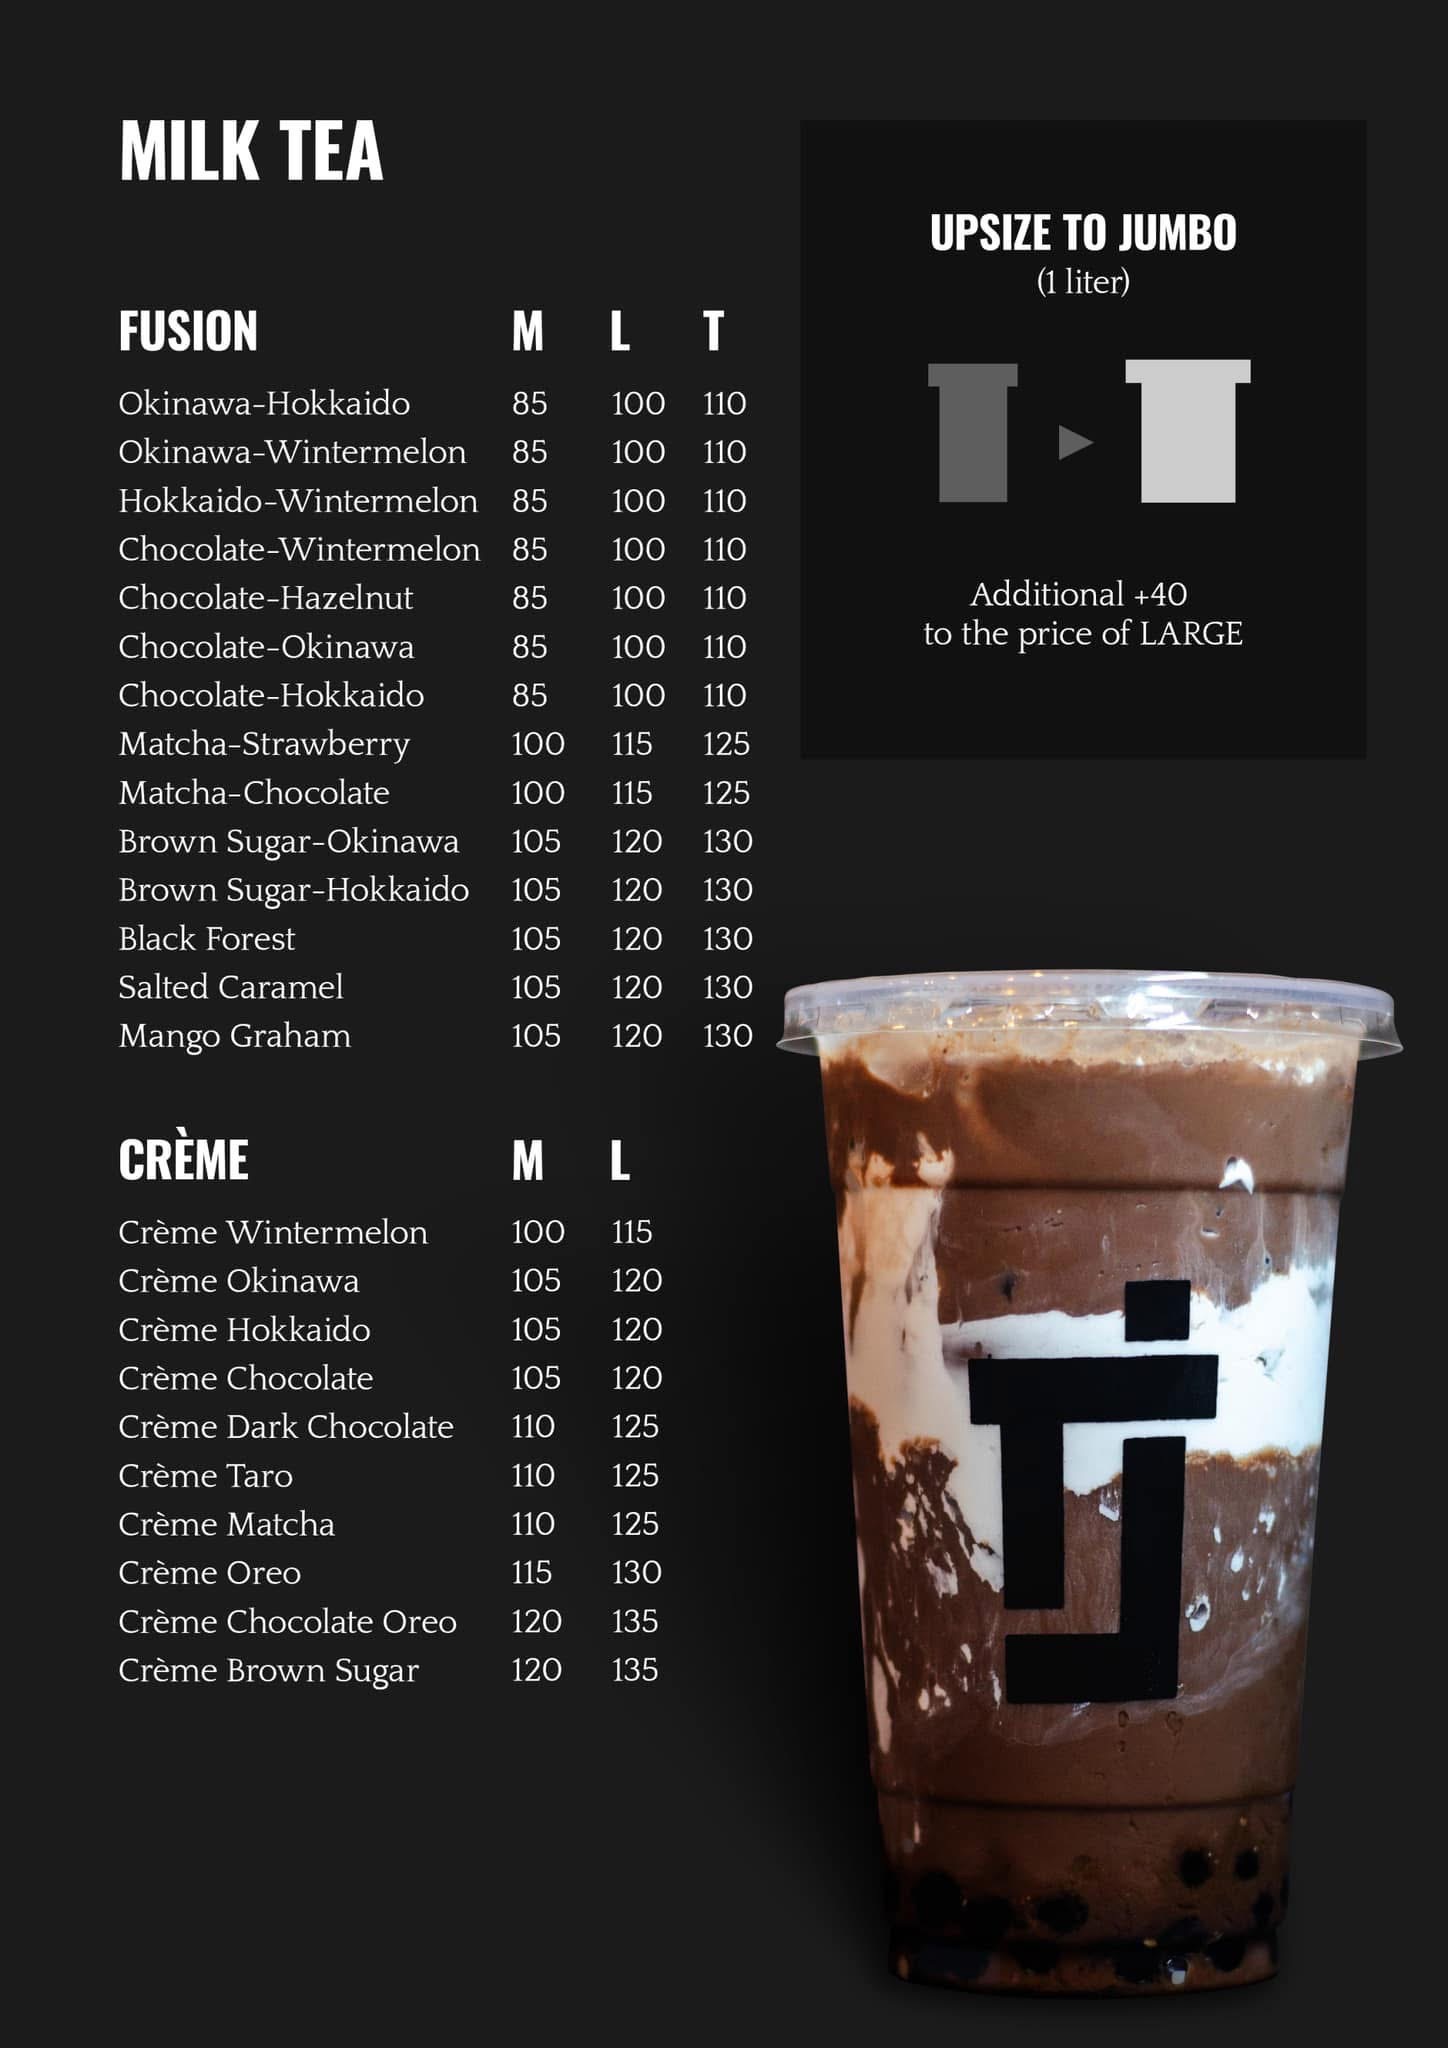 MILK TEA
FUSION M L T
Okinawa-Hokkaido 85 100 110
Okinawa-Wintermelon 85 100 110
Hokkaido-Wintermelon 85 100 110
Chocolate-Wintermelon 85 100 110
Chocolate-Hazelnut 85 100 110
Chocolate-Okinawa 85 100 110
Chocolate-Hokkaido 85 100 110
Matcha-Strawberry 100 115 125
Matcha-Chocolate 100 115 125
Brown Sugar-Okinawa 105 120 130
Brown Sugar-Hokkaido 105 120 130
Black Forest 105 120 130
Salted Caramel 105 120 130
Mango Graham 105 120 130
CRÈME M L
Crème Wintermelon 100 115
Crème Okinawa 105 120
Crème Hokkaido 105 120
Crème Chocolate 105 120
Crème Dark Chocolate 110 125
Crème Taro 110 125
Crème Matcha 110 125
Crème Oreo 115 130
Crème Chocolate Oreo 120 135
Crème Brown Sugar 120 135
UPSIZE TO JUMBO
(1 liter)
Additional +40
to the price of LARGE